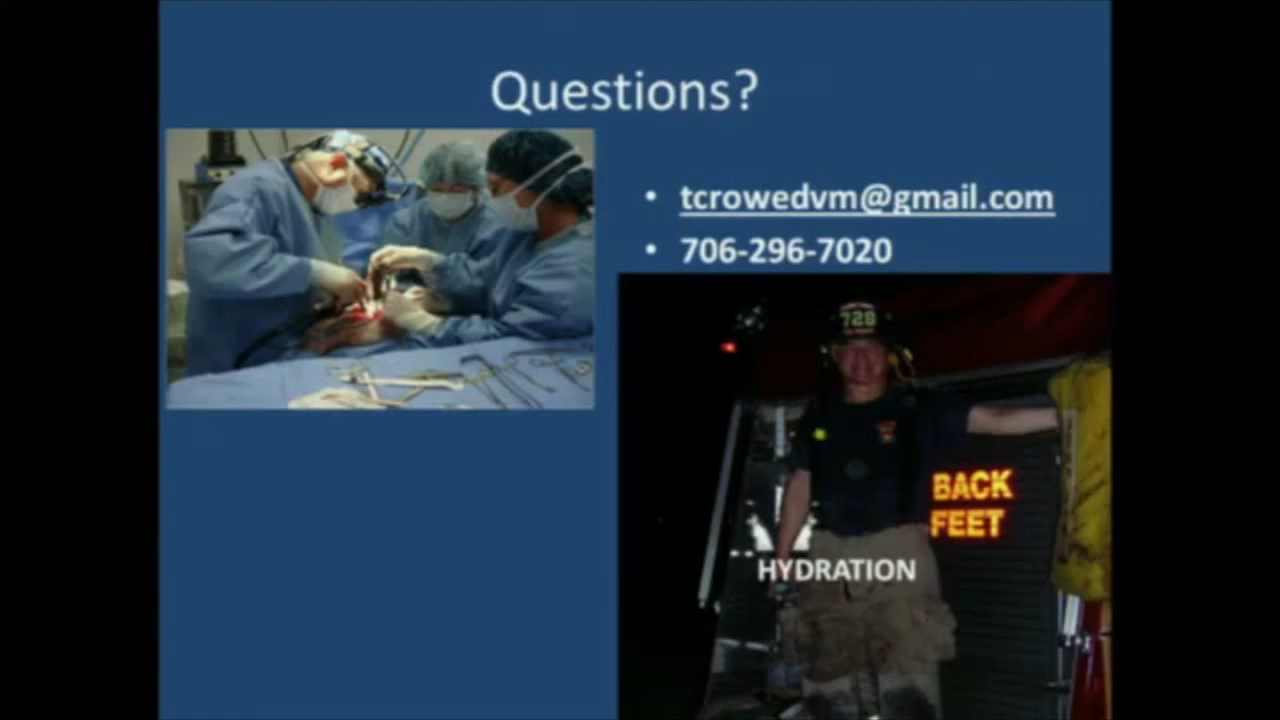 Questions?
• tcrowedvm@gmail.com
• 706-296-7020
728
BACK
FEET
HYDRATION